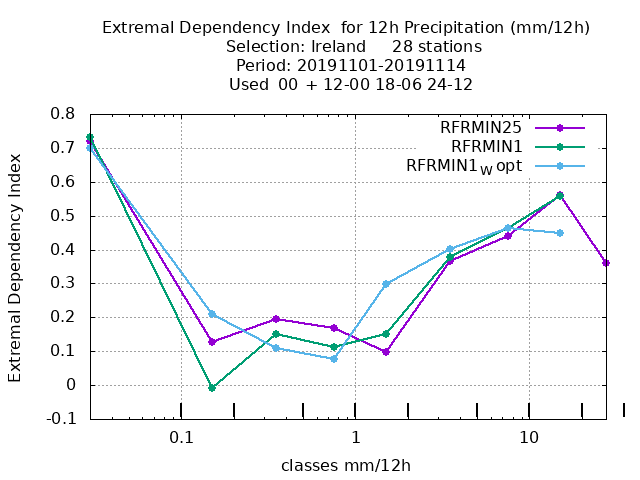 Extremal Dependency Index  for 12h Precipitation (mm/12h)
Selection: Ireland     28 stations
Period: 20191101-20191114
Used  00  + 12-00 18-06 24-12
0.8
0.7
0.6
0.5
0.4
0.3
0.2
0.1
0
-0.1
Extremal Dependency Index
RFRMIN25
RFRMIN1
RFRMIN1_W opt
0.1
1
10
classes mm/12h